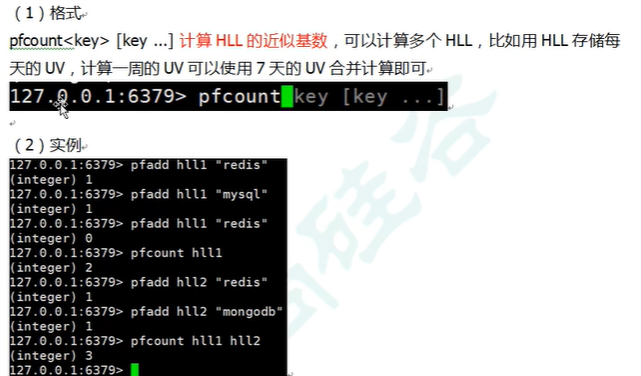 （1）格式
pfcount<key> [key ...] 计算 HLL 的近似基数，可以计算多个 HLL，比如用 HLL 存储每
天的 UV，计算一周的 UV 可以使用 7 天的 UV 合并计算即可
127.0.0.1:6379> pfcount key [key ...]
（2）实例
127.0.0.1:6379> pfadd hll1 "redis"
(integer) 1
127.0.0.1:6379> pfadd hll1 "mysql"
(integer) 1
127.0.0.1:6379> pfadd hll1 "redis"
(integer) 0
127.0.0.1:6379> pfcount hll1
(integer) 2
127.0.0.1:6379> pfadd hll2 "redis"
(integer) 1
127.0.0.1:6379> pfadd hll2 "mongodb"
(integer) 1
127.0.0.1:6379> pfcount hll1 hll2
(integer) 3
127.0.0.1:6379>
硅谷